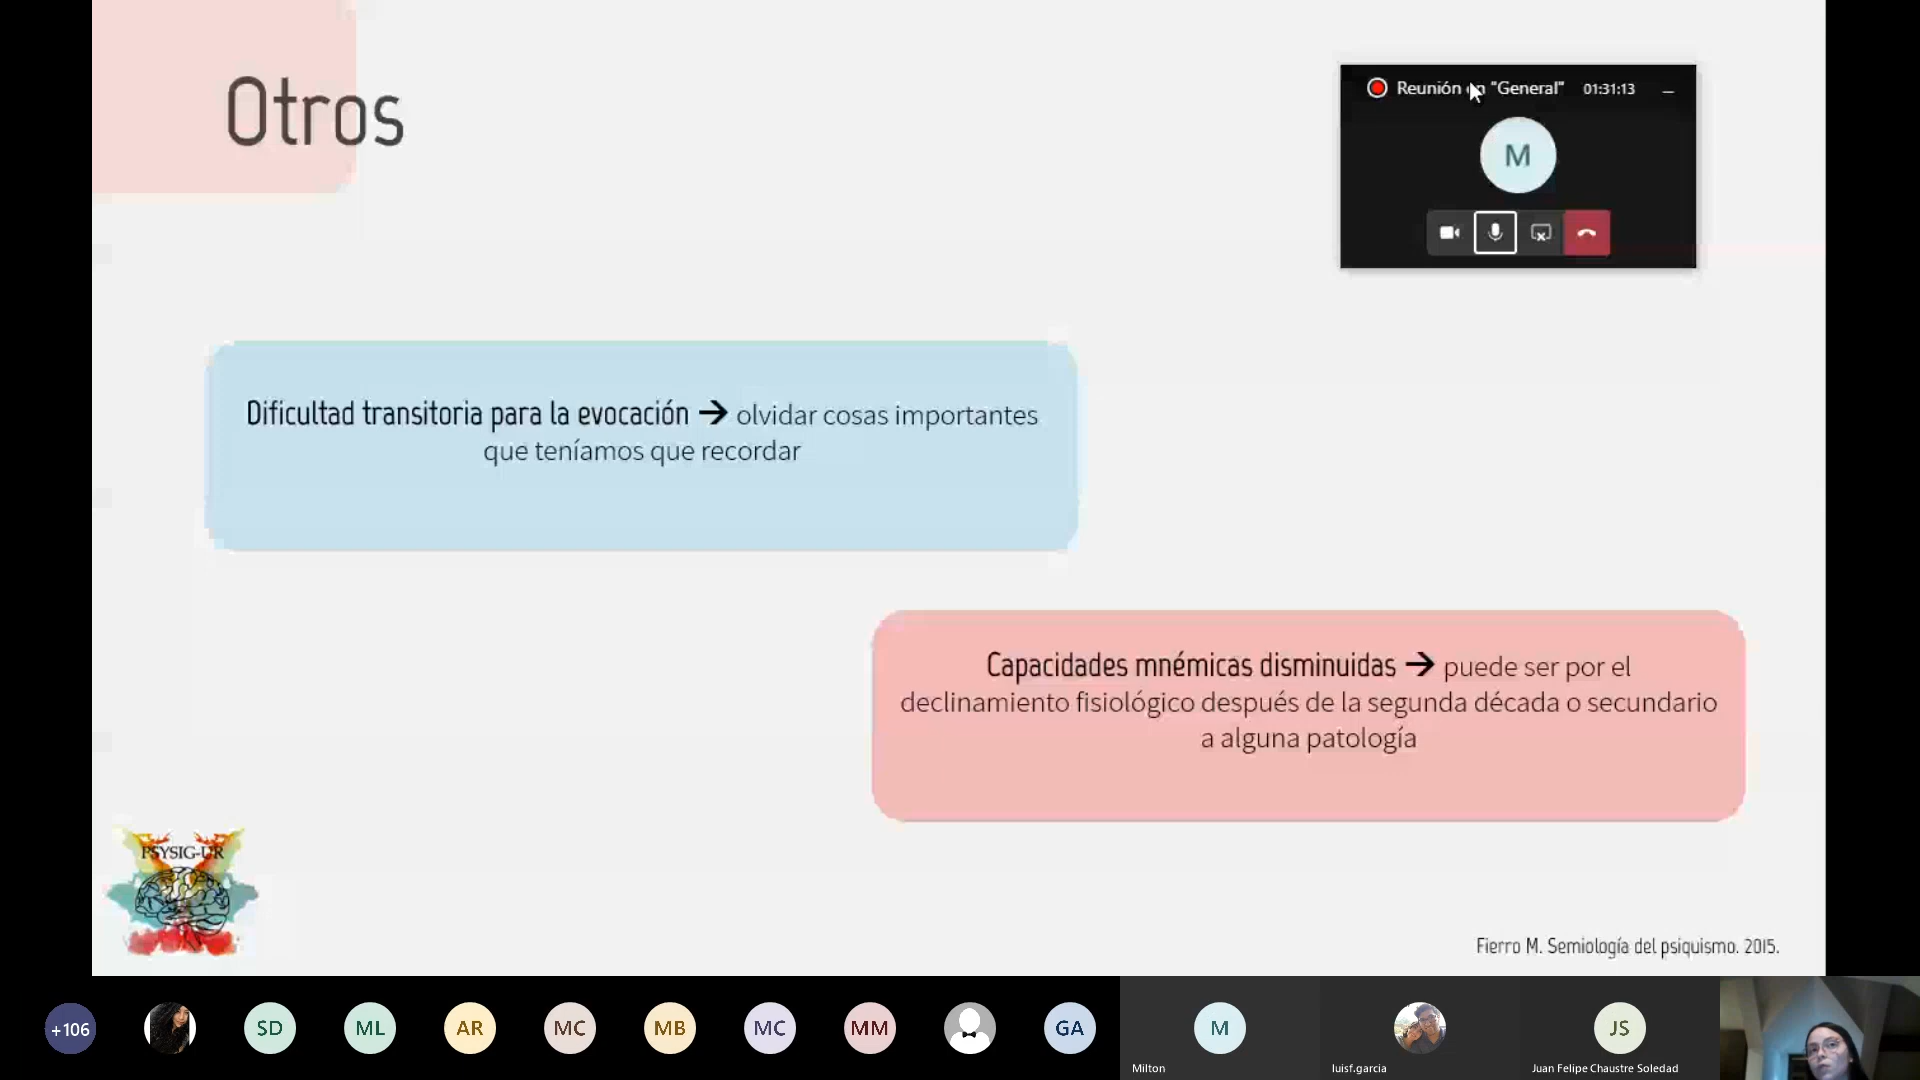 Otros
Reunión en "General" 01:31:13
M
Dificultad transitoria para la evocación → olvidar cosas importantes
que teníamos que recordar
Capacidades mnémicas disminuidas → puede ser por el
declinamiento fisiológico después de la segunda década o secundario
a alguna patología
PSYSIG-UR
Fierro M. Semiología del psiquismo. 2015.
+106 SD ML AR MC MB MC MM GA M JS
Milton luisf.garcia Juan Felipe Chaustre Soledad